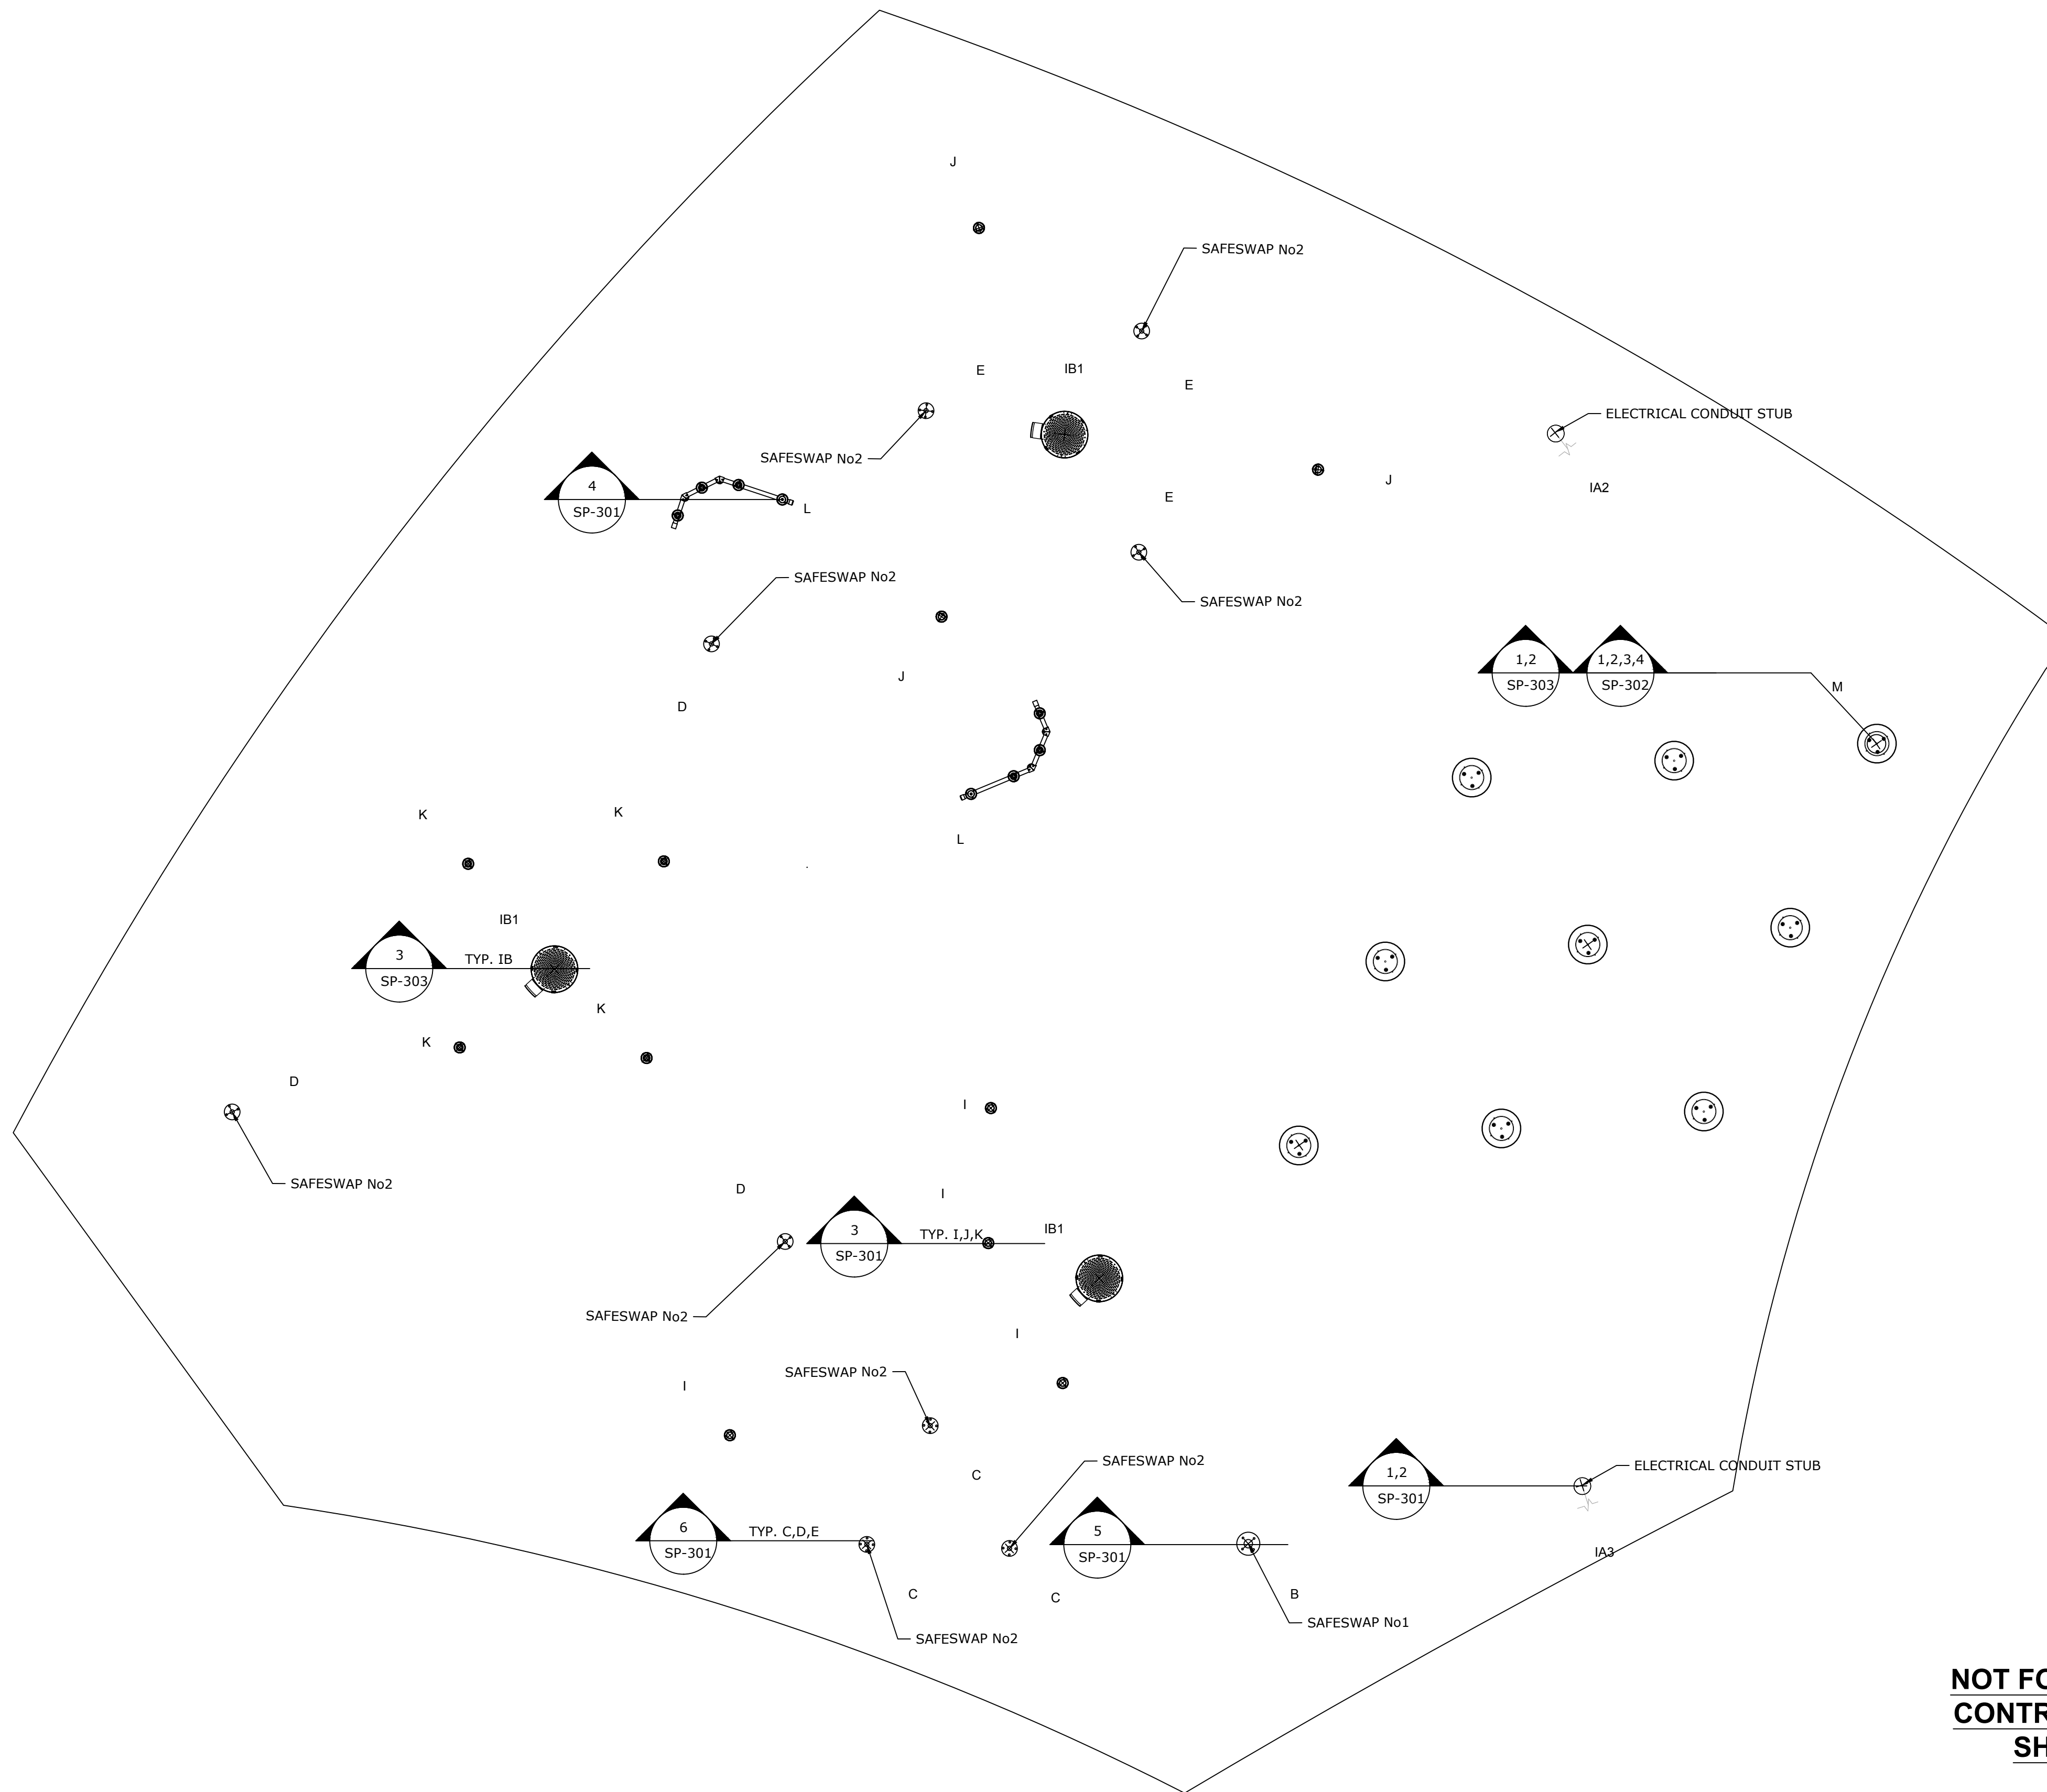 J
SAFESWAP No2
E
IB1
E
ELECTRICAL CONDUIT STUB
SAFESWAP No2
J
4
SP-301
L
E
IA2
SAFESWAP No2
SAFESWAP No2
J
D
1,2
SP-303
1,2,3,4
SP-302
M
K
K
L
IB1
3
SP-303
TYP. IB
K
K
D
I
SAFESWAP No2
D
I
3
SP-301
TYP. I,J,K
IB1
SAFESWAP No2
I
SAFESWAP No2
I
SAFESWAP No2
C
1,2
SP-301
ELECTRICAL CONDUIT STUB
6
SP-301
TYP. C,D,E
5
SP-301
IA3
C
C
B
SAFESWAP No1
SAFESWAP No2
NOT FO
CONTR
SH